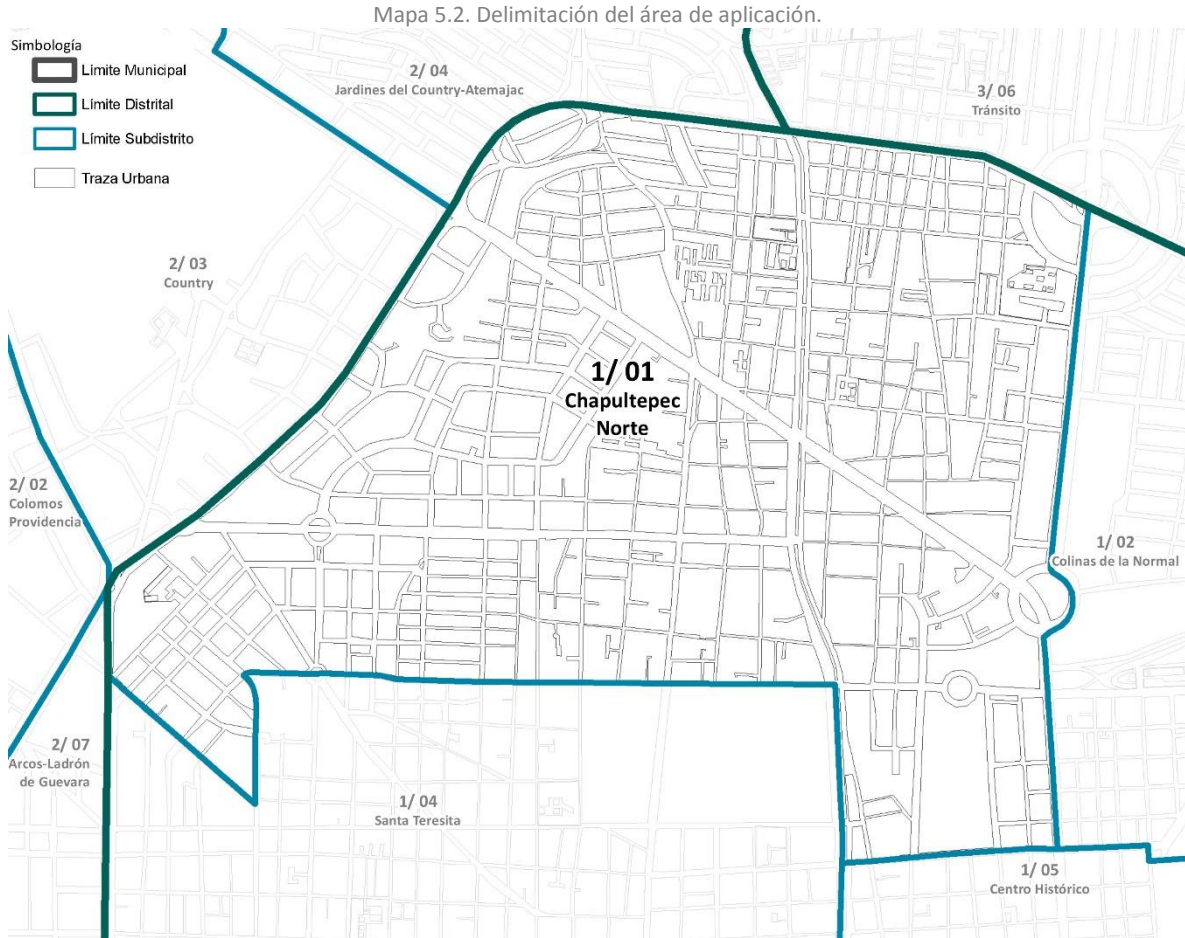 Mapa 5.2. Delimitación del área de aplicación.
Simbología
Límite Municipal
Límite Distrital
Límite Subdistrito
Traza Urbana
2/ 04
Jardines del Country-Atemajac
3/ 06
Tránsito
2/ 03
Country
1/ 01
Chapultepec
Norte
2/ 02
Colomos
Providencia
1/ 02
Colinas de la Normal
2/ 07
Arcos-Ladrón
de Guevara
1/ 04
Santa Teresita
1/ 05
Centro Histórico